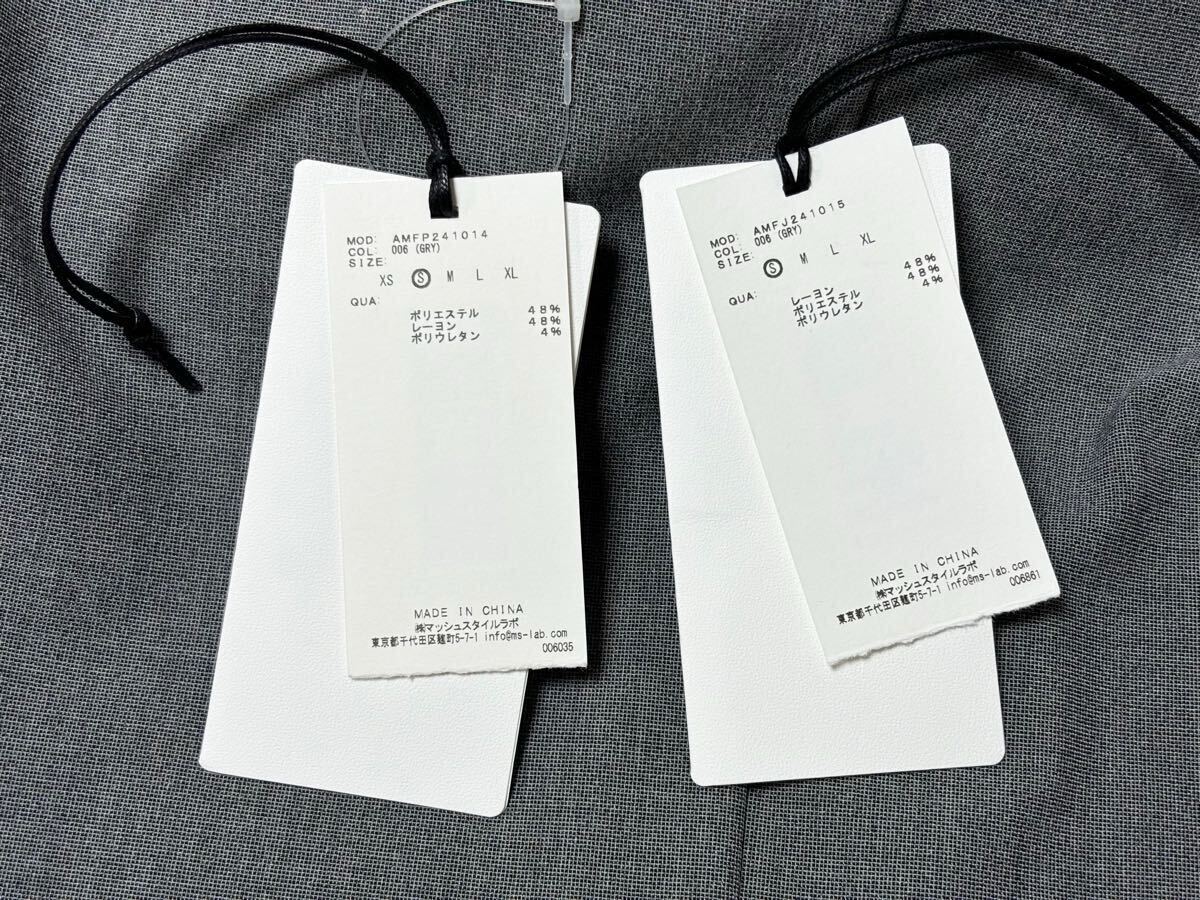 MOD: AMFP241014
COL: 006 (GRY)
SIZE:
XS S M L XL
QUA:
ポリエステル 48%
レーヨン 48%
ポリウレタン 4%
MADE IN CHINA
㈱マッシュスタイルラボ
東京都千代田区麹町5-7-1 info@ms-lab.com
006035
MOD: AMFJ241015
COL: 006 (GRY)
SIZE:
S M L XL
QUA:
レーヨン 48%
ポリエステル 48%
ポリウレタン 4%
MADE IN CHINA
㈱マッシュスタイルラボ
東京都千代田区麹町5-7-1 info@ms-lab.com
006861